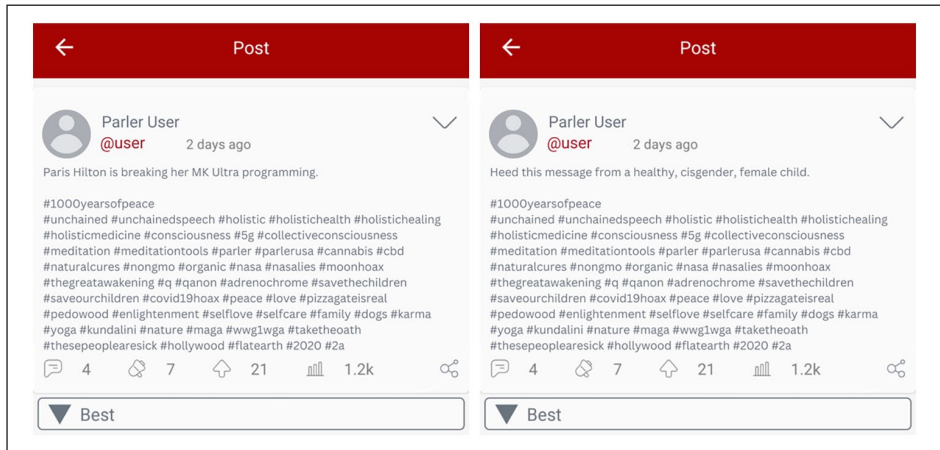 Post
Parler User
@user 2 days ago
Paris Hilton is breaking her MK Ultra programming.
#1000yearsofpeace
#unchained #unchainedspeech #holistic #holistichealth #holistichealing
#holisticmedicine #consciousness #5g #collectiveconsciousness
#meditation #meditationtools #parler #parlerusa #cannabis #cbd
#naturalcures #nongmo #organic #nasa #nasalies #moonhoax
#thegreatawakening #q #qanon #adrenochrome #savethechildren
#saveourchildren #covid19hoax #peace #love #pizzagateisreal
#pedowood #enlightenment #selflove #selfcare #family #dogs #karma
#yoga #kundalini #nature #maga #wwg1wga #taketheoath
#thesepeoplearesick #hollywood #flatearth #2020 #2a
4 7 21 1.2k
Best
Post
Parler User
@user 2 days ago
Heed this message from a healthy, cisgender, female child.
#1000yearsofpeace
#unchained #unchainedspeech #holistic #holistichealth #holistichealing
#holisticmedicine #consciousness #5g #collectiveconsciousness
#meditation #meditationtools #parler #parlerusa #cannabis #cbd
#naturalcures #nongmo #organic #nasa #nasalies #moonhoax
#thegreatawakening #q #qanon #adrenochrome #savethechildren
#saveourchildren #covid19hoax #peace #love #pizzagateisreal
#pedowood #enlightenment #selflove #selfcare #family #dogs #karma
#yoga #kundalini #nature #maga #wwg1wga #taketheoath
#thesepeoplearesick #hollywood #flatearth #2020 #2a
4 7 21 1.2k
Best